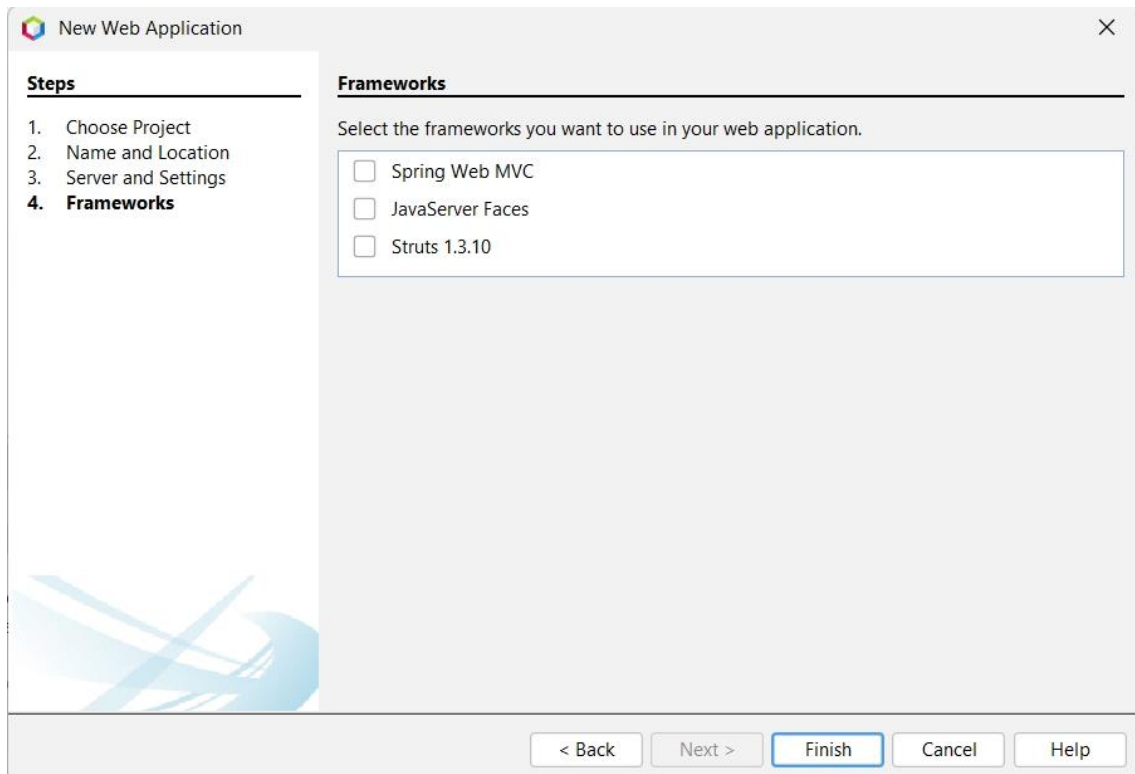 New Web Application
Steps
1. Choose Project
2. Name and Location
3. Server and Settings
4. Frameworks
Frameworks
Select the frameworks you want to use in your web application.
Spring Web MVC
JavaServer Faces
Struts 1.3.10
< Back
Next >
Finish
Cancel
Help